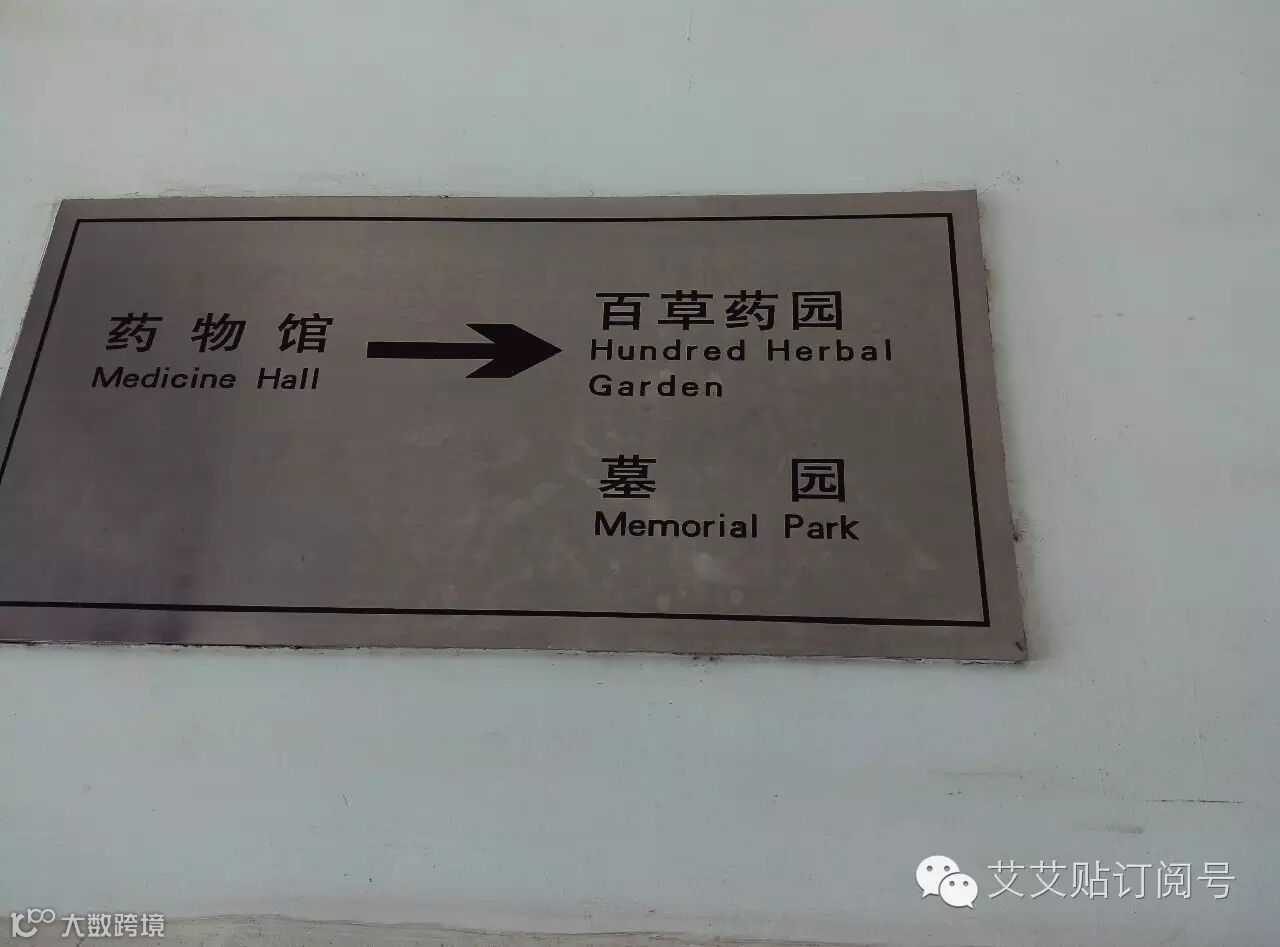 药物馆
Medicine Hall
百草药园
Hundred Herbal
Garden
墓园
Memorial Park
艾艾贴订阅号
大数跨境